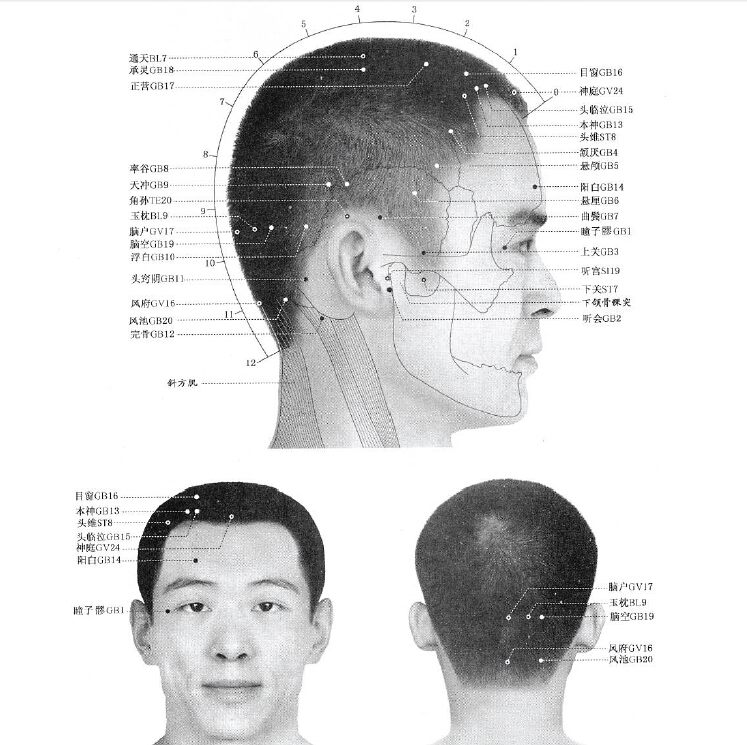 4
3
5
2
通天BL7
承灵GB18
正营GB17
6
1
目窗GB16
神庭GV24
0
头临泣GB15
本神GB13
头维ST8
颔厌GB4
悬颅GB5
7
8
率谷GB8
天冲GB9
角孙TE20
玉枕BL9
脑户GV17
脑空GB19
浮白GB10
头窍阴GB11
风府GV16
风池GB20
完骨GB12
9
10
11
12
斜方肌
阳白GB14
悬厘GB6
曲鬓GB7
瞳子髎GB1
上关GB3
听宫SI19
下关ST7
下颌骨髁突
听会GB2
目窗GB16
本神GB13
头维ST8
头临泣GB15
神庭GV24
阳白GB14
瞳子髎GB1
脑户GV17
玉枕BL9
脑空GB19
风府GV16
风池GB20